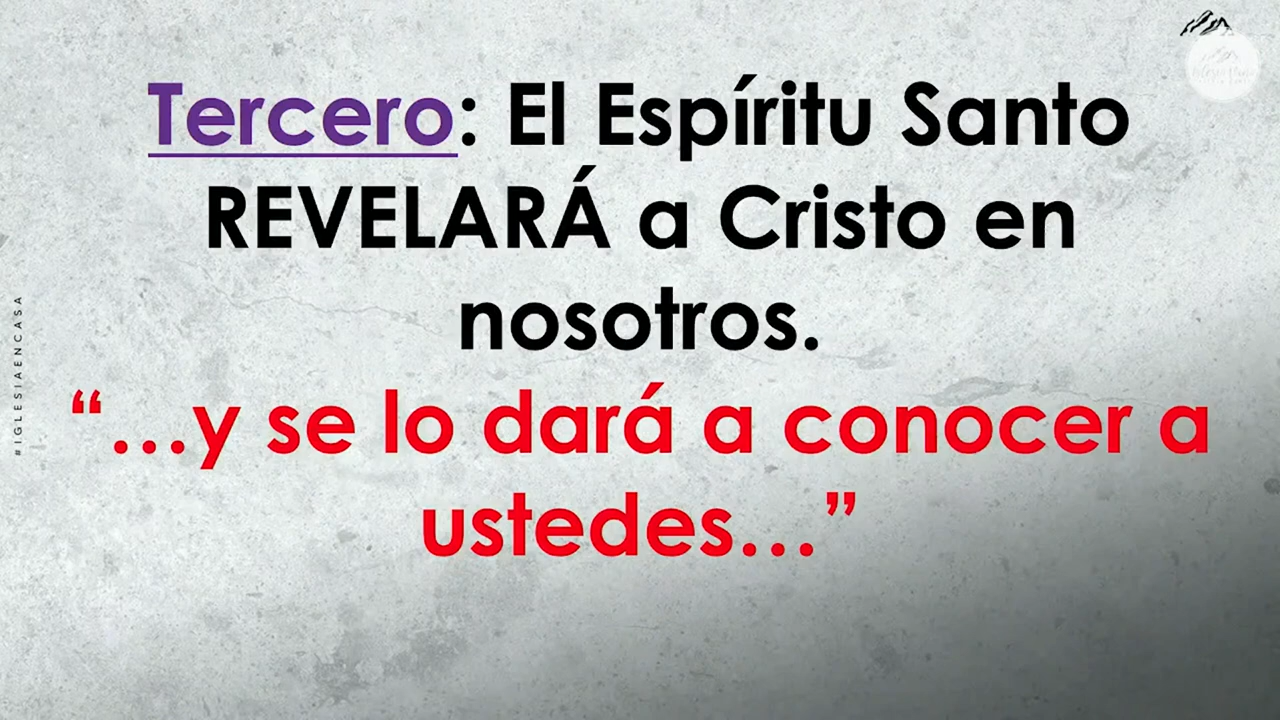 Tercero: El Espíritu Santo
REVELARÁ a Cristo en
nosotros.
“…y se lo dará a conocer a
ustedes…”
#IGLESIAENCASA